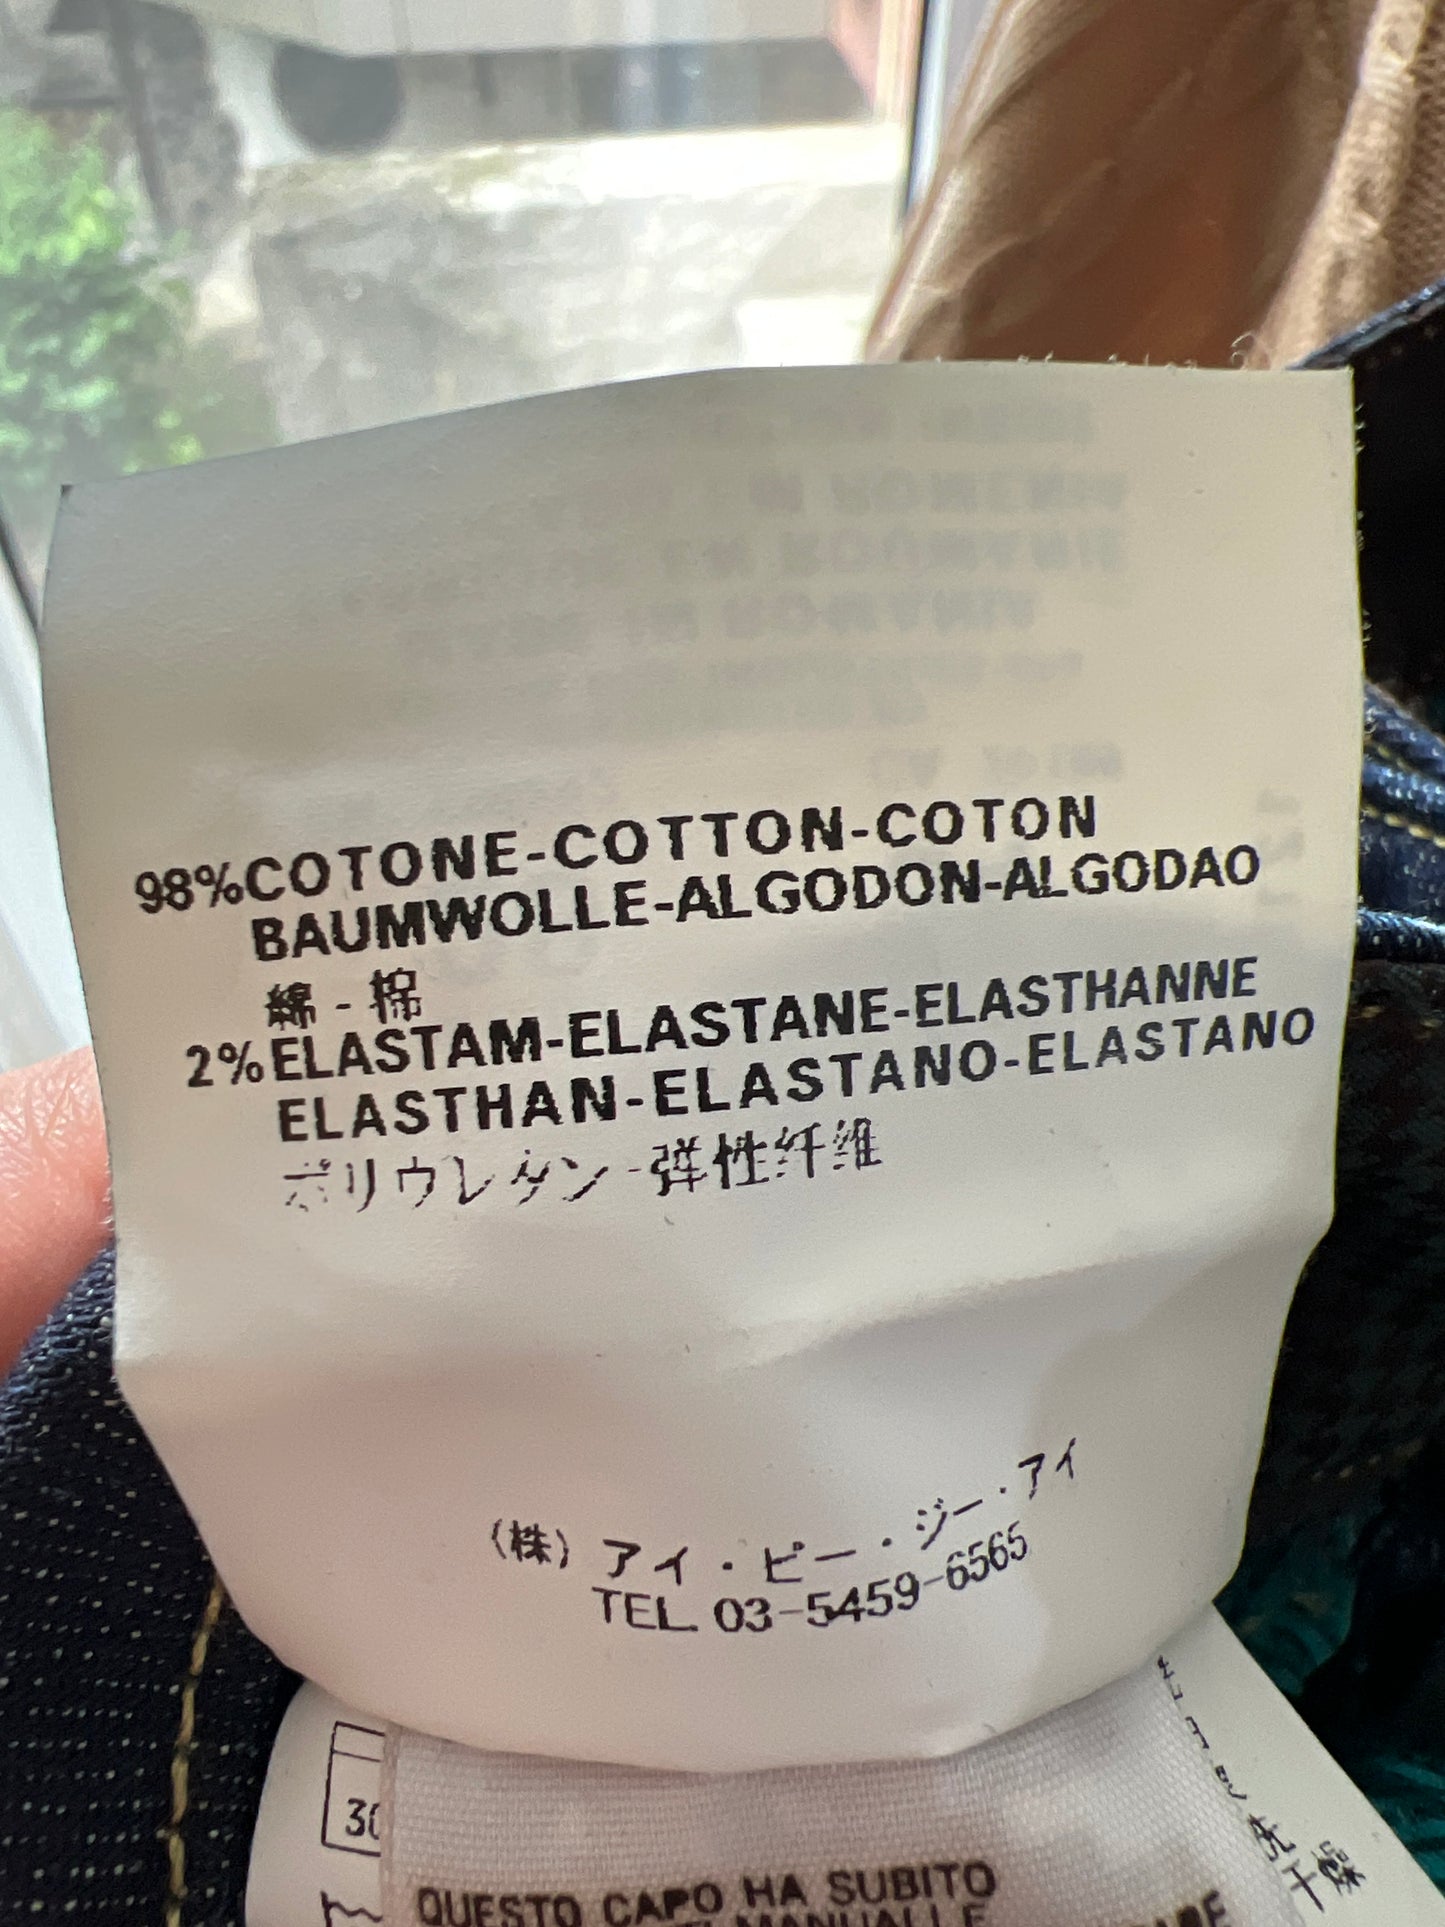 98%COTONE-COTTON-COTON
BAUMWOLLE-ALGODON-ALGODAO
綿 - 棉
2%ELASTAM-ELASTANE-ELASTHANNE
ELASTHAN-ELASTANO-ELASTANO
ポリウレタン-弹性纤维
(株) アイ・ピー・ジー・アイ
TEL. 03-5459-6565
30
QUESTO CAPO HA SUBITO